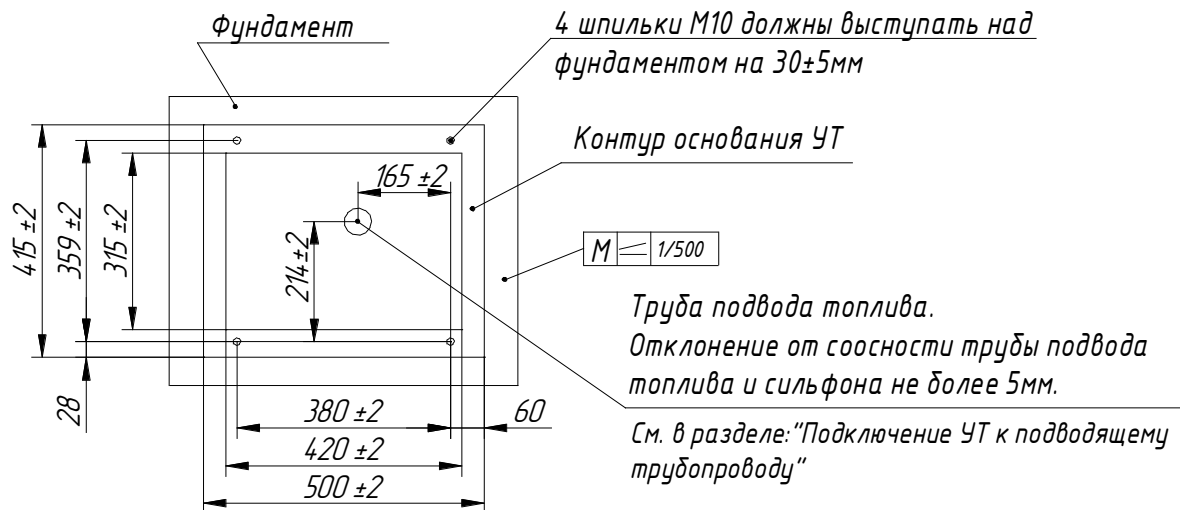 Фундамент
4 шпильки М10 должны выступать над
фундаментом на 30±5мм
Контур основания УТ
165 ±2
415 ±2
359 ±2
315 ±2
214±2
М 1/500
Труба подвода топлива.
Отклонение от соосности трубы подвода
топлива и сильфона не более 5мм.
28
380 ±2
60
420 ±2
500 ±2
См. в разделе:"Подключение УТ к подводящему
трубопроводу"